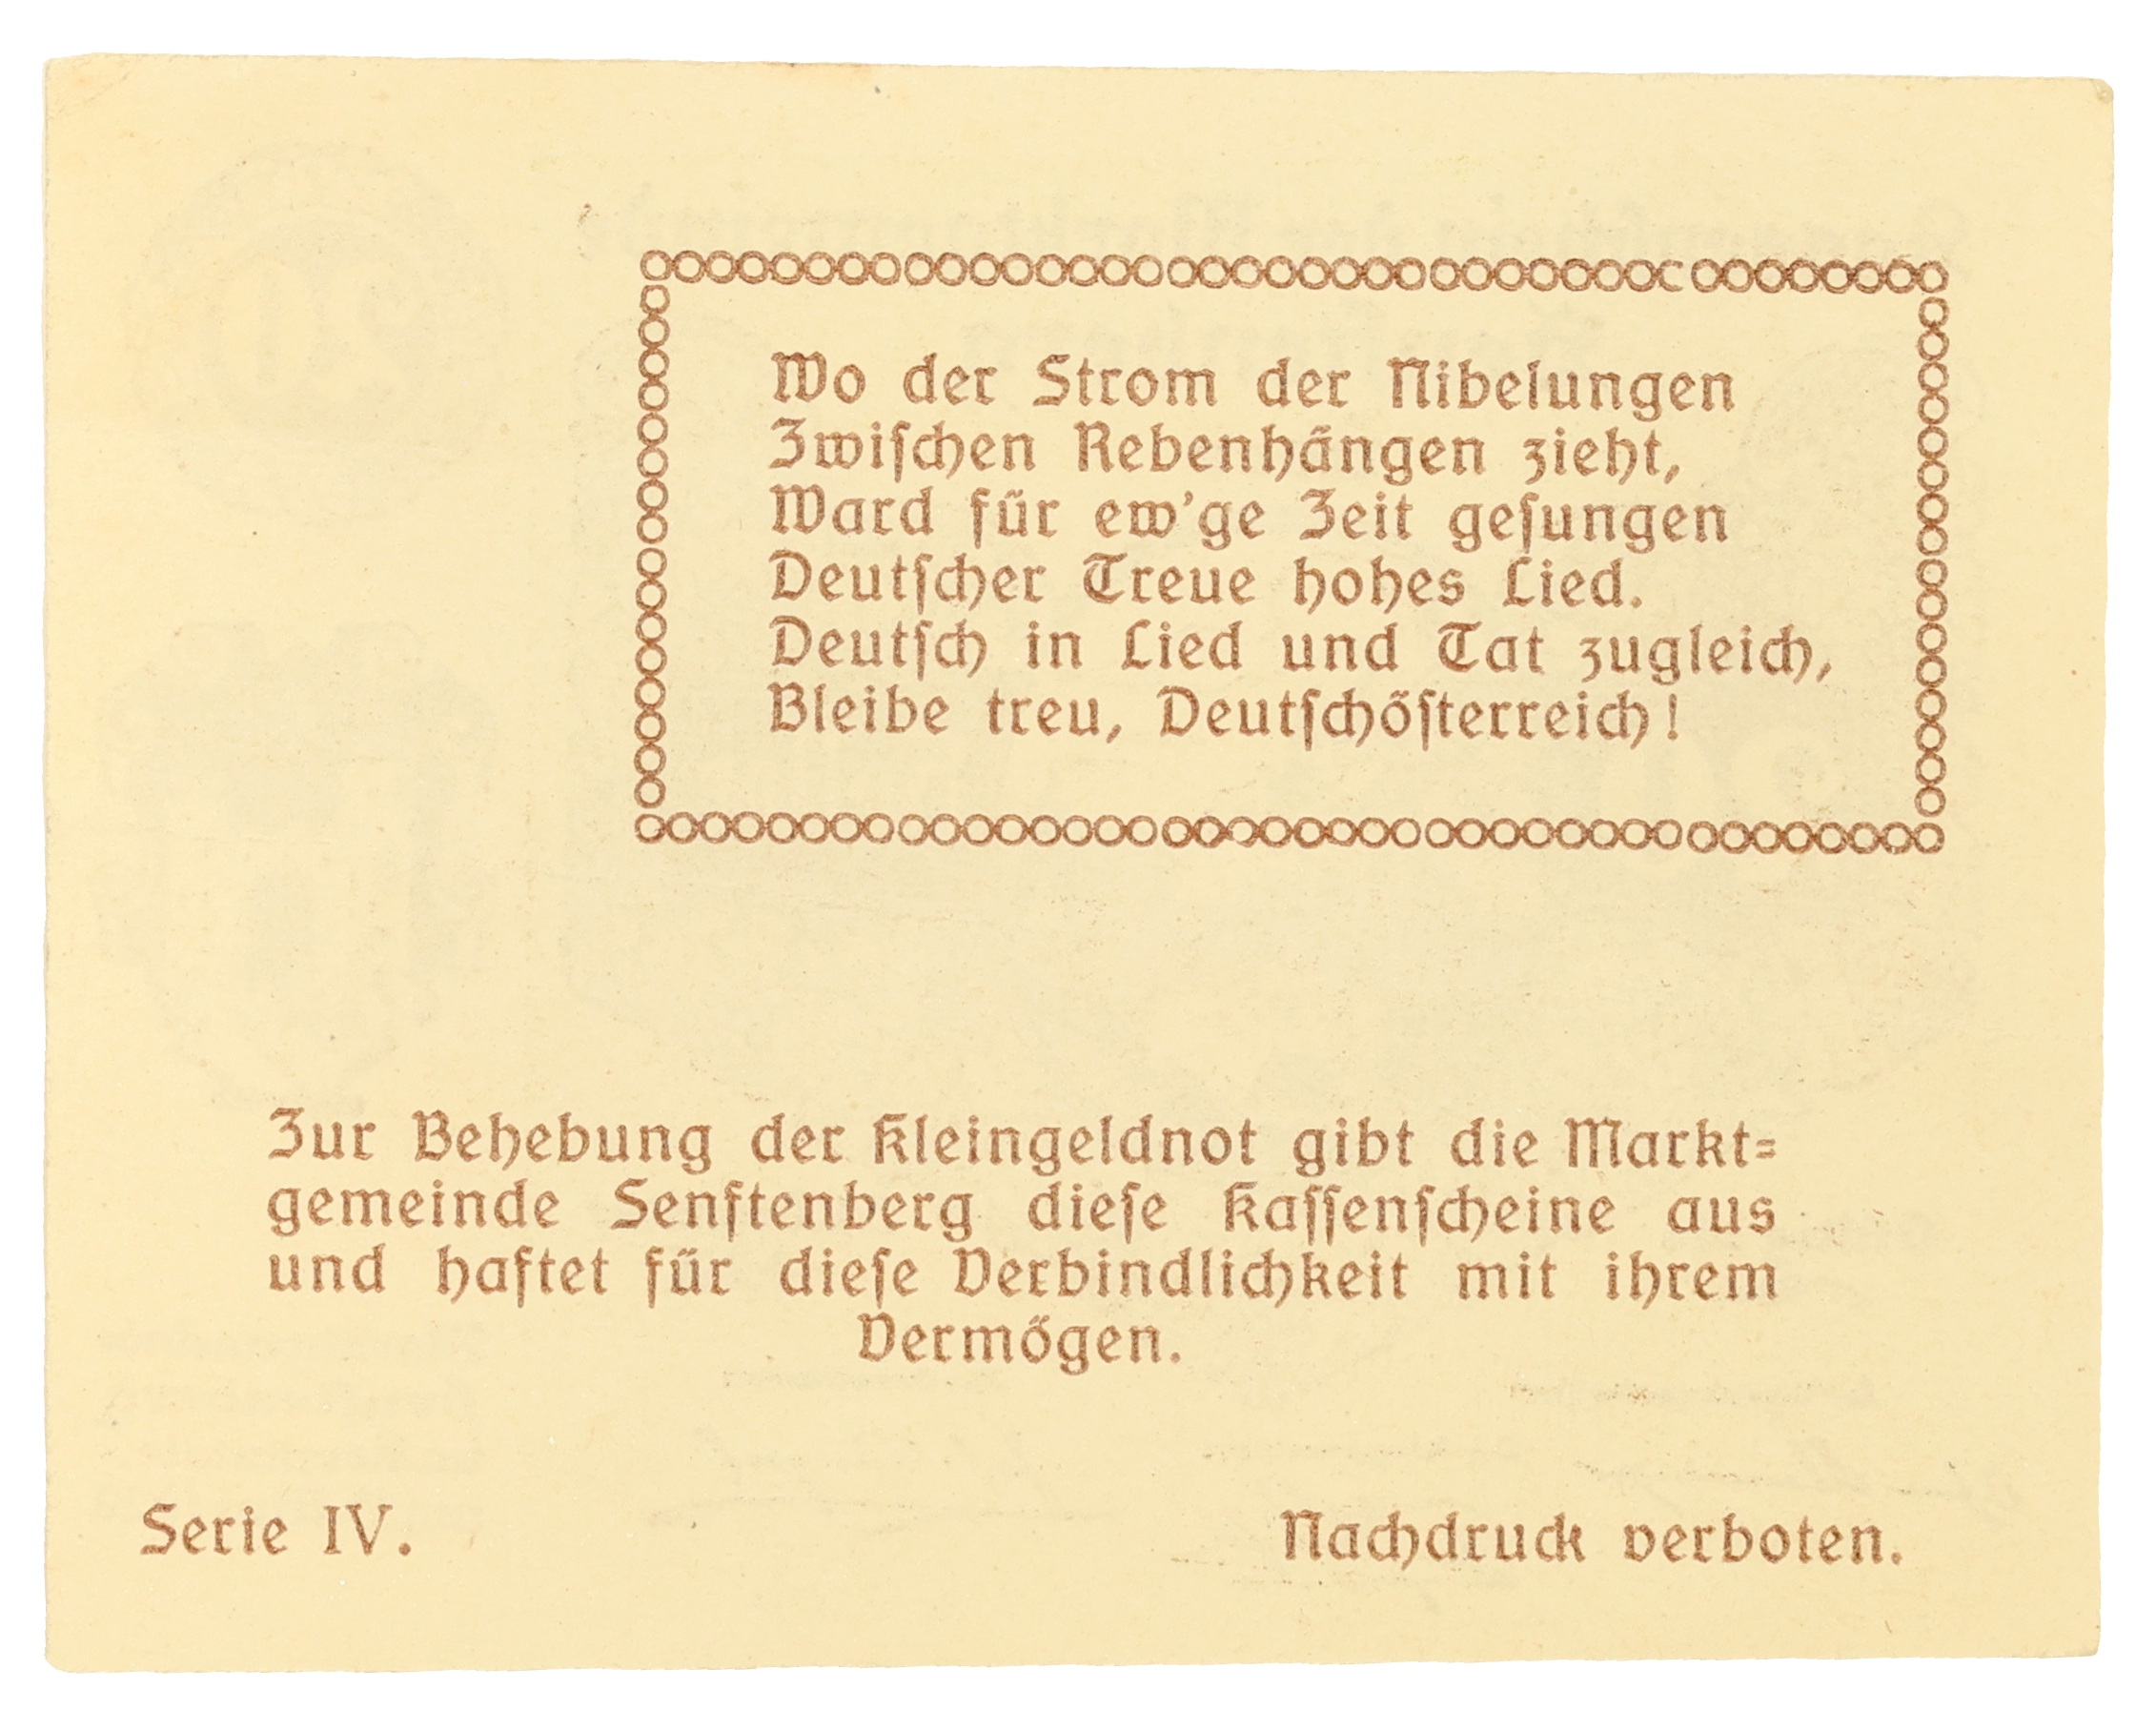 Wo der Strom der Nibelungen
Zwiſchen Rebenhängen zieht,
Ward für ew'ge Zeit geſungen
Deutſcher Treue hohes Lied.
Deutſch in Lied und Tat zugleich,
Bleibe treu, Deutſchöſterreich!
Zur Behebung der Kleingeldnot gibt die Markt=
gemeinde Senftenberg dieſe Kaſſenſcheine aus
und haftet für dieſe Verbindlichkeit mit ihrem
Vermögen.
Serie IV.
Nachdruck verboten.